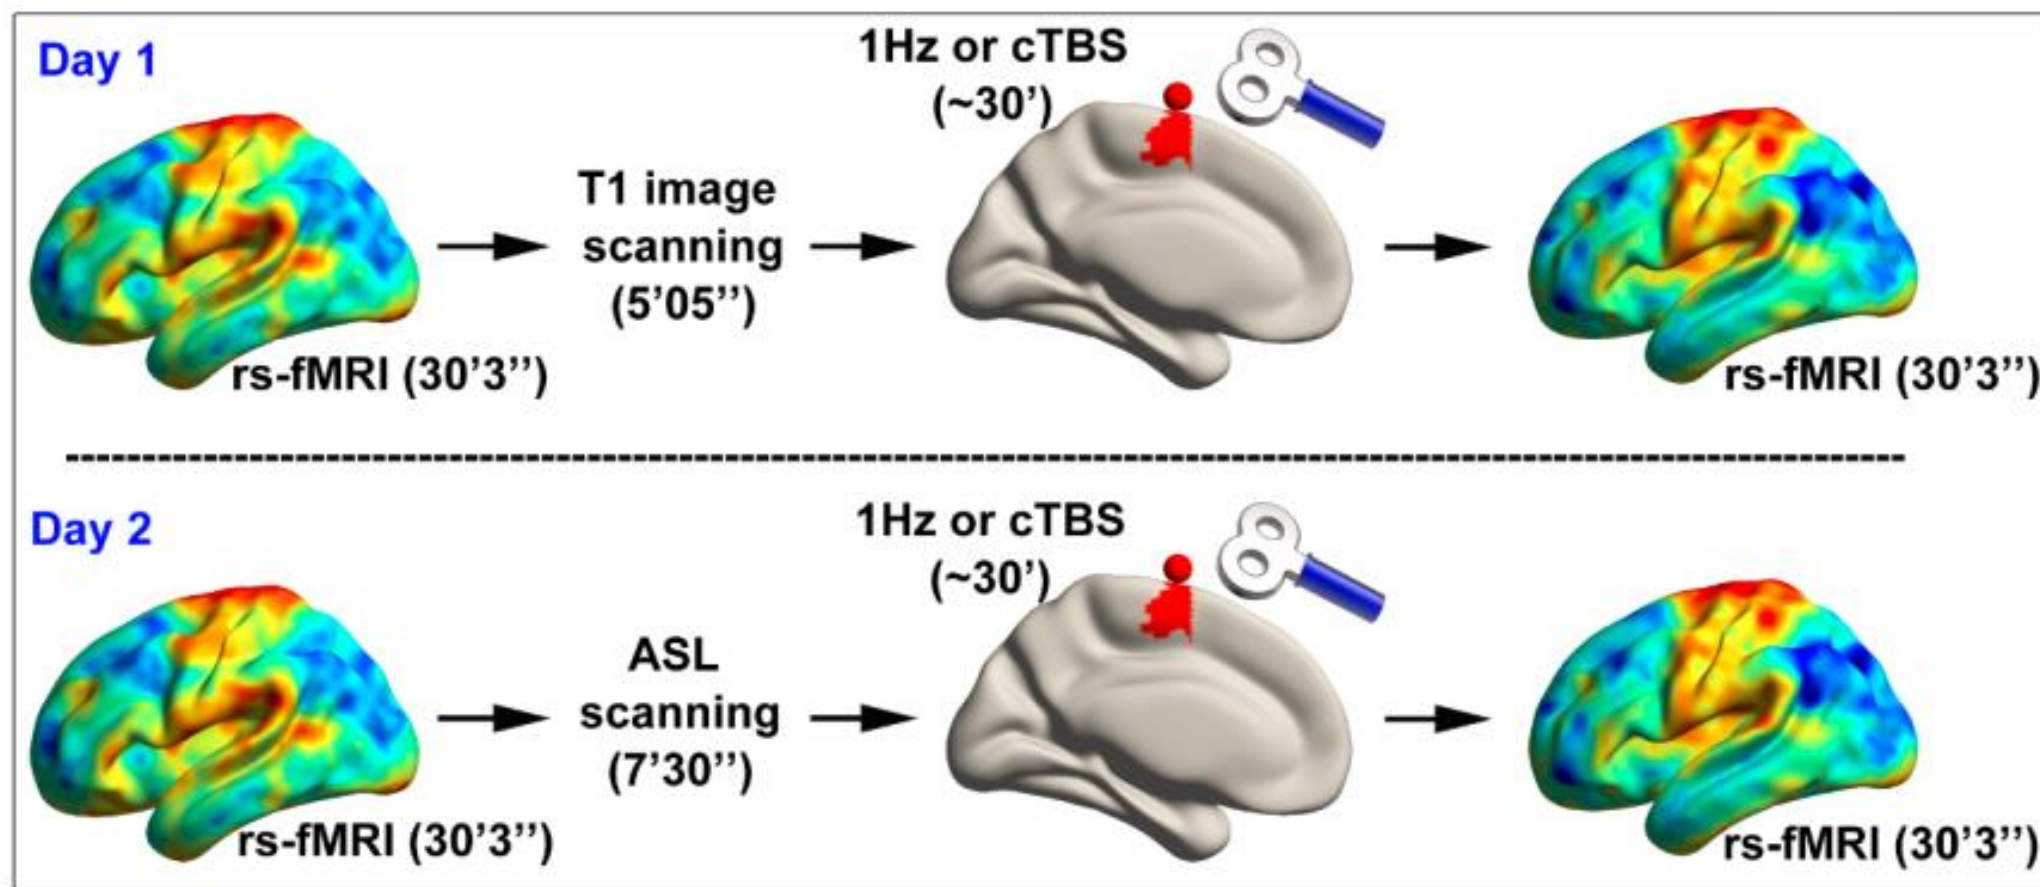 Day 1
1Hz or cTBS
(~30’)
T1 image
scanning
(5’05’’)
rs-fMRI (30’3’’)
rs-fMRI (30’3’’)
Day 2
1Hz or cTBS
(~30’)
ASL
scanning
(7’30’’)
rs-fMRI (30’3’’)
rs-fMRI (30’3’’)